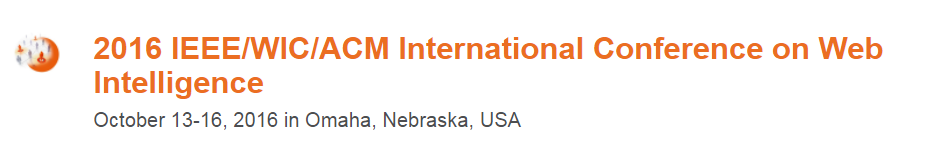 2016 IEEE/WIC/ACM International Conference on Web
Intelligence
October 13-16, 2016 in Omaha, Nebraska, USA